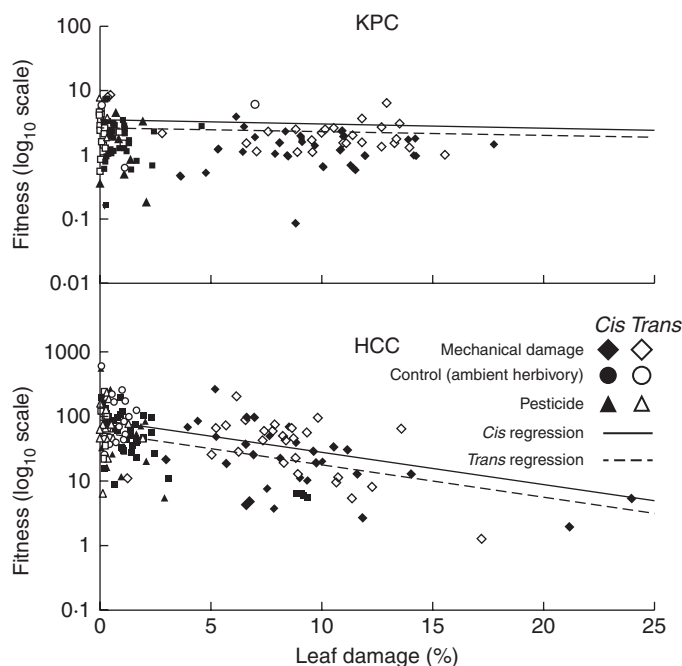 KPC
Fitness (log10 scale)
100
10
1
0·1
0·01
HCC
Fitness (log10 scale)
1000
100
10
1
0·1
Cis Trans
Mechanical damage
Control (ambient herbivory)
Pesticide
Cis regression
Trans regression
0 5 10 15 20 25
Leaf damage (%)